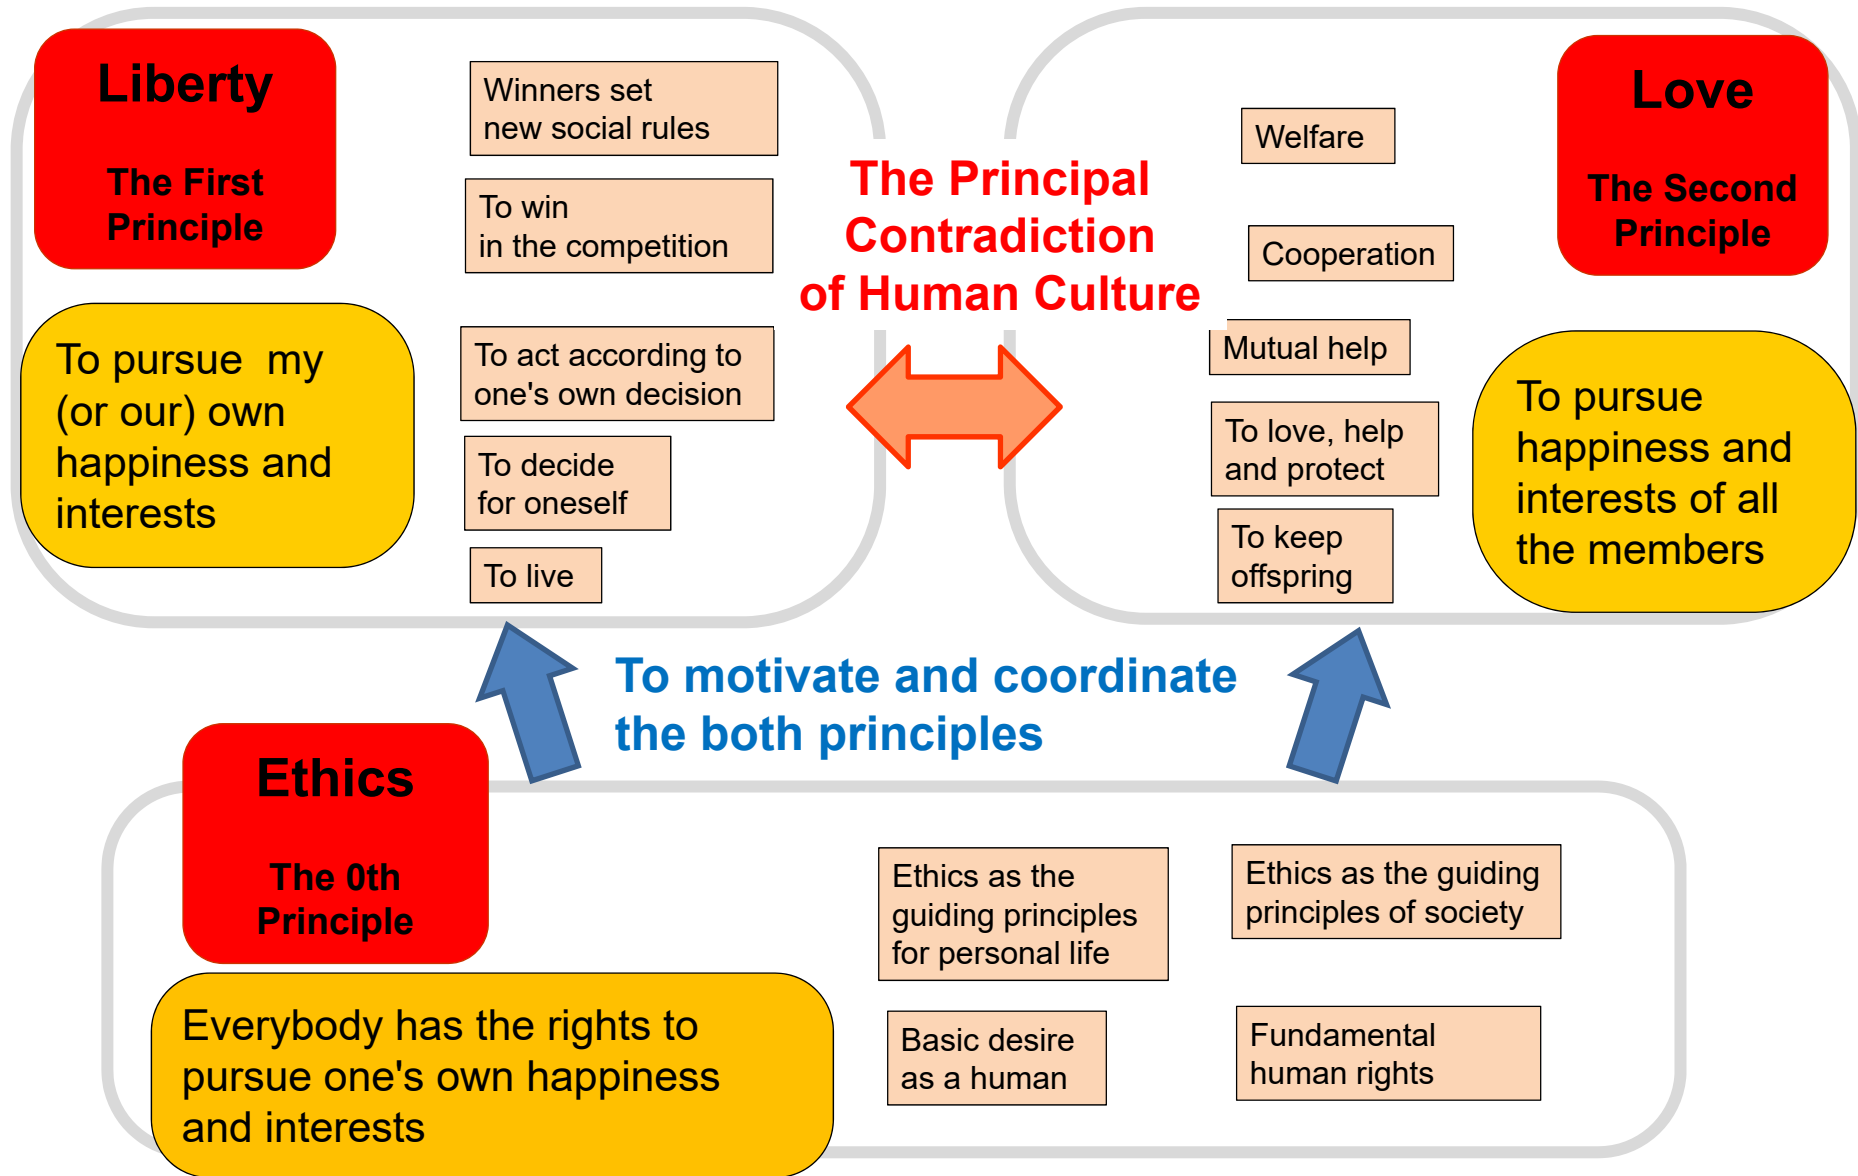 Liberty
The First
Principle
To pursue  my
(or our) own
happiness and
interests
Winners set
new social rules
To win
in the competition
To act according to
one's own decision
To decide
for oneself
To live
The Principal
Contradiction
of Human Culture
Welfare
Cooperation
Mutual help
To love, help
and protect
To keep
offspring
Love
The Second
Principle
To pursue
happiness and
interests of all
the members
To motivate and coordinate
the both principles
Ethics
The 0th
Principle
Everybody has the rights to
pursue one's own happiness
and interests
Ethics as the
guiding principles
for personal life
Ethics as the guiding
principles of society
Basic desire
as a human
Fundamental
human rights